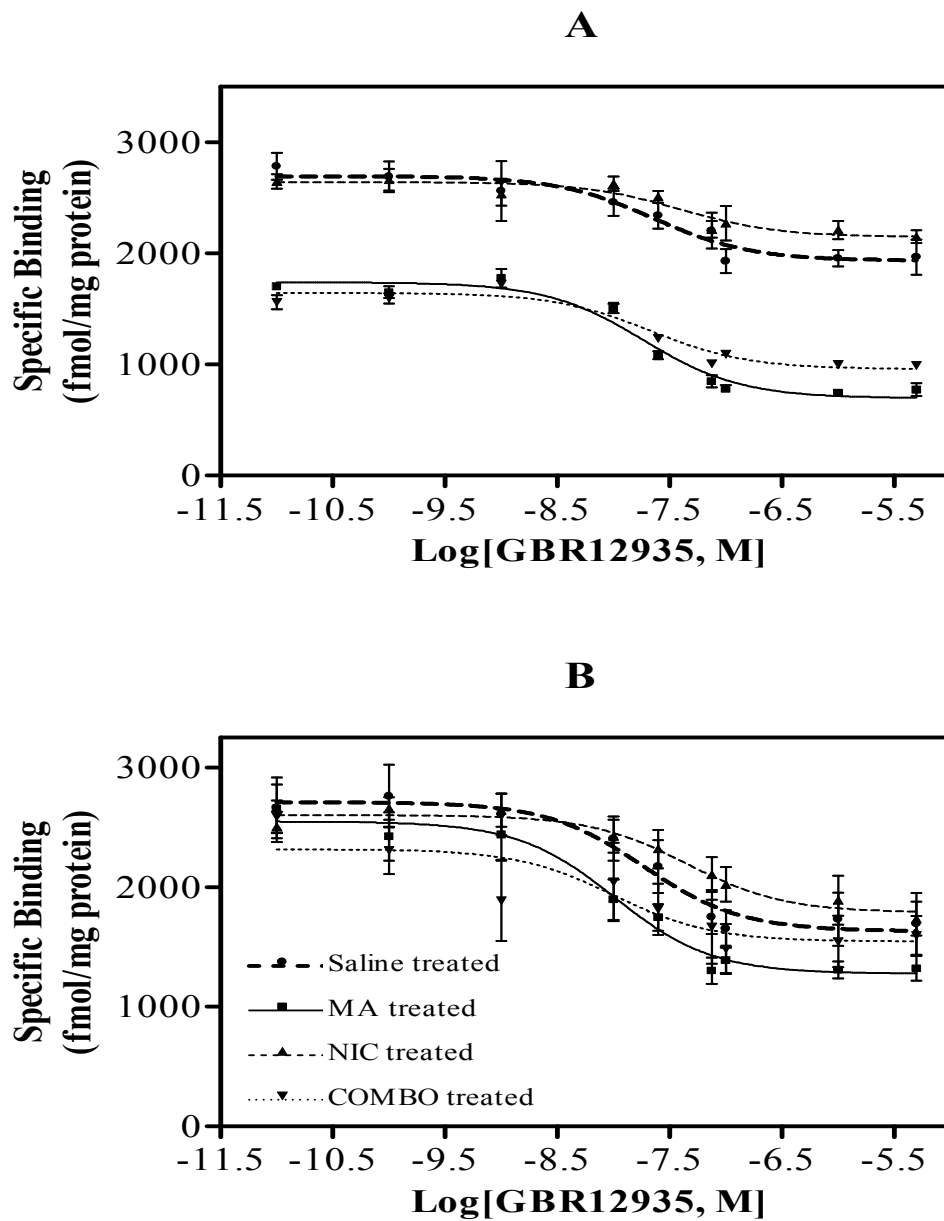 A
Specific Binding
(fmol/mg protein)
3000
2000
1000
0
-11.5 -10.5 -9.5 -8.5 -7.5 -6.5 -5.5
Log[GBR12935, M]
B
Specific Binding
(fmol/mg protein)
3000
2000
1000
0
Saline treated
MA treated
NIC treated
COMBO treated
-11.5 -10.5 -9.5 -8.5 -7.5 -6.5 -5.5
Log[GBR12935, M]